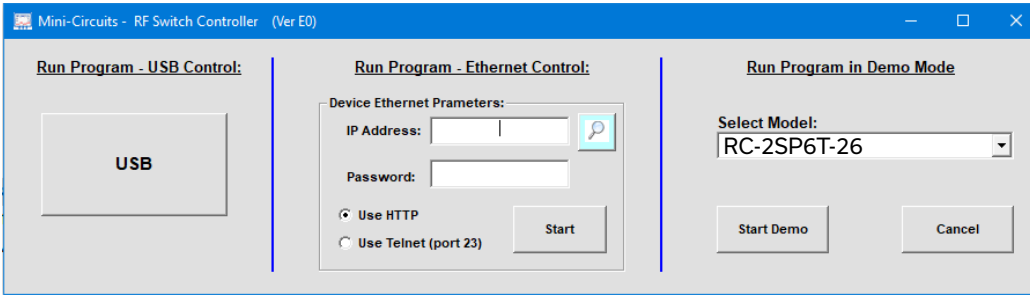 Mini-Circuits - RF Switch Controller (Ver E0)
Run Program - USB Control:
USB
Run Program - Ethernet Control:
Device Ethernet Prameters:
IP Address:
Password:
Use HTTP
Use Telnet (port 23)
Start
Run Program in Demo Mode
Select Model:
RC-2SP6T-26
Start Demo
Cancel